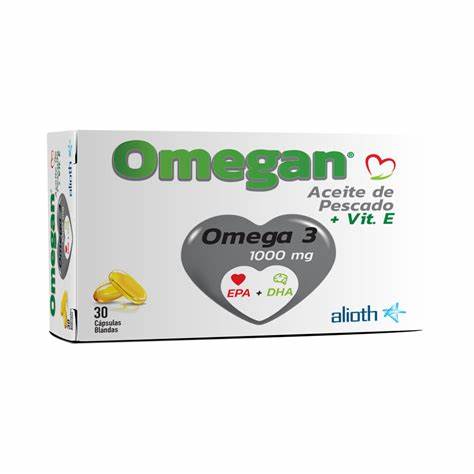 Omegan®
Aceite de
Pescado
+ Vit. E
Omega 3
1000 mg
EPA + DHA
30
Cápsulas
Blandas
alioth
Omegan